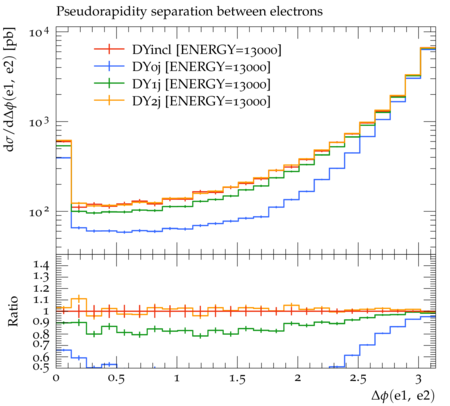 Pseudorapidity separation between electrons
dσ/dΔϕ(e1, e2) [pb]
10⁴
10³
10²
DYincl [ENERGY=13000]
DY0j [ENERGY=13000]
DY1j [ENERGY=13000]
DY2j [ENERGY=13000]
Ratio
1.4
1.3
1.2
1.1
1
0.9
0.8
0.7
0.6
0.5
0 0.5 1 1.5 2 2.5 3
Δϕ(e1, e2)